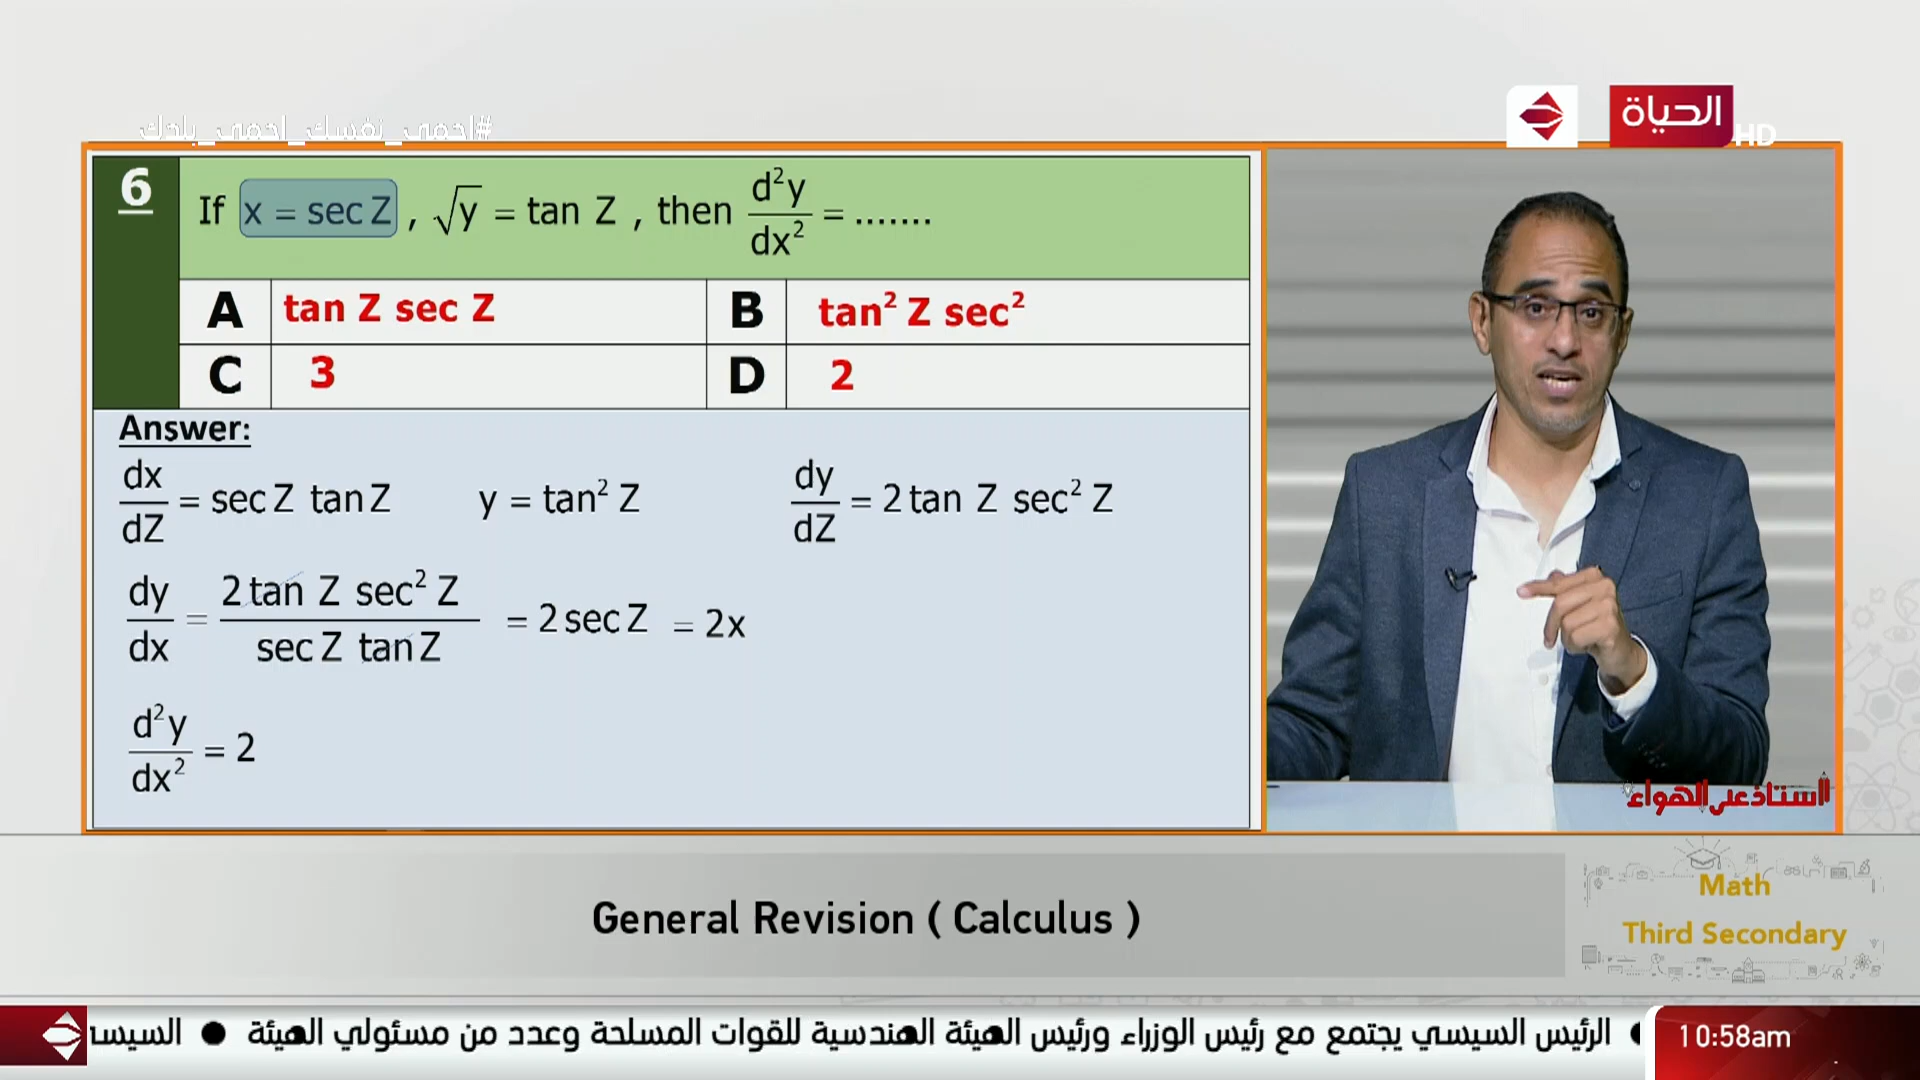 #احمي_نفسك_احمي_بلدك
الحياة
HD
6
If x = sec Z , √y = tan Z , then d²y/dx² = .......
A tan Z sec Z B tan² Z sec²
C 3 D 2
Answer:
dx/dZ = sec Z tan Z y = tan² Z dy/dZ = 2 tan Z sec² Z
dy/dx = 2 tan Z sec² Z / sec Z tan Z = 2 sec Z = 2x
d²y/dx² = 2
أستاذ على الهواء
General Revision ( Calculus )
Math
Third Secondary
الرئيس السيسي يجتمع مع رئيس الوزراء ورئيس الهيئة الهندسية للقوات المسلحة وعدد من مسئولي الهيئة ●
10:58am